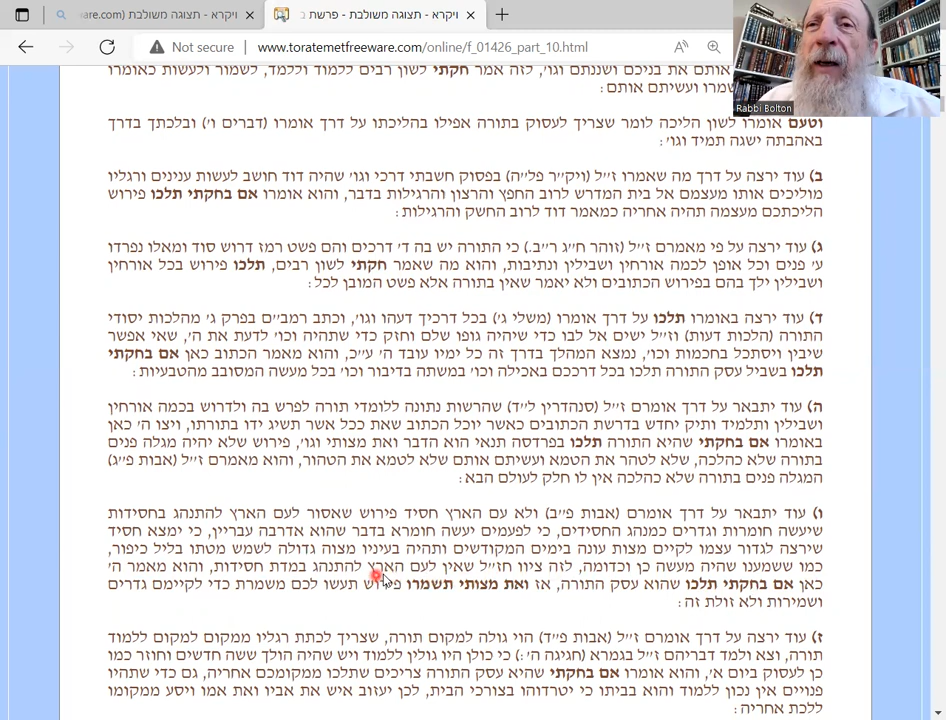 ויקרא - תצוגה משולבת (ware.com
ויקרא - תצוגה משולבת - פרשת ב
Not secure
www.toratemetfreeware.com/online/f_01426_part_10.html
Rabbi Bolton
אותם את בניכם ושננתם וגו', לזה אמר חקתי לשון רבים ללמוד וללמד, לשמור ולעשות כאומרו
ושמרו ועשיתם אותם:
וטעם אומרו לשון הליכה לומר שצריך לעסוק בתורה אפילו בהליכתו על דרך אומרו (דברים ו') ובלכתך בדרך
באהבתה ישגה תמיד וגו':
ב) עוד ירצה על דרך מה שאמרו ז''ל (ויק''ר פל''ה) בפסוק חשבתי דרכי וגו' שהיה דוד חושב לעשות ענינים ורגליו
מוליכים אותו מעצמם אל בית המדרש לרוב החפץ והרצון והרגילות בדבר, והוא אומרו אם בחקתי תלכו פירוש
הליכתכם מעצמה תהיה אחריה כמאמר דוד לרוב החשק והרגילות:
ג) עוד ירצה על פי מאמרם ז''ל (זוהר ח''ג ר''ב.) כי התורה יש בה ד' דרכים והם פשט רמז דרוש סוד ומאלו נפרדו
ע' פנים וכל אופן לכמה אורחין ושבילין ונתיבות, והוא מה שאמר חקתי לשון רבים, תלכו פירוש בכל אורחין
ושבילין ילך בהם בפירוש הכתובים ולא יאמר שאין בתורה אלא פשט המובן לכל:
ד) עוד ירצה באומרו תלכו על דרך אומרו (משלי ג') בכל דרכיך דעהו וגו', וכתב רמב''ם בפרק ג' מהלכות יסודי
התורה (הלכות דעות) וז''ל ישים אל לבו כדי שיהיה גופו שלם וחזק כדי שתהיה וכו' לדעת את ה', שאי אפשר
שיבין ויסתכל בחכמות וכו', נמצא המהלך בדרך זה כל ימיו עובד ה' ע''כ, והוא מאמר הכתוב כאן אם בחקתי
תלכו בשביל עסק התורה תלכו בכל דרככם באכילה וכו' במשתה בדיבור וכו' בכל מעשה המסובב מהטבעיות:
ה) עוד יתבאר על דרך אומרם ז''ל (סנהדרין ל''ד) שהרשות נתונה ללומדי תורה לפרש בה ולדרוש בכמה אורחין
ושבילין ותלמיד ותיק יחדש בדרשת הכתובים כאשר יוכל הכתוב שאת ככל אשר תשיג ידו בתורתו, ויצו ה' כאן
באומרו אם בחקתי שהיא התורה תלכו בפרדסה תנאי הוא הדבר ואת מצותי וגו', פירוש שלא יהיה מגלה פנים
בתורה שלא כהלכה, שלא לטהר את הטמא ועשיתם אותם שלא לטמא את הטהור, והוא מאמרם ז''ל (אבות פ''ג)
המגלה פנים בתורה שלא כהלכה אין לו חלק לעולם הבא:
ו) עוד יתבאר על דרך אומרם (אבות פ''ב) ולא עם הארץ חסיד פירוש שאסור לעם הארץ להתנהג בחסידות
שיעשה חומרות וגדרים כמנהג החסידים, כי לפעמים יעשה חומרא בדבר שהוא אדרבה עבריין, כי ימצא חסיד
שירצה לגדור עצמו לקיים מצות עונה בימים המקודשים ותהיה בעיניו מצוה גדולה לשמש מטתו בליל כיפור,
כמו ששמענו שהיה מעשה כן וכדומה, לזה ציוו חז''ל שאין לעם הארץ להתנהג במדת חסידות, והוא מאמר ה'
כאן אם בחקתי תלכו שהוא עסק התורה, אז ואת מצותי תשמרו פירוש תעשו לכם משמרת כדי לקיימם גדרים
ושמירות ולא זולת זה:
ז) עוד ירצה על דרך אומרם ז''ל (אבות פ''ד) הוי גולה למקום תורה, שצריך לכתת רגליו ממקום למקום ללמוד
תורה, וצא ולמד דבריהם ז''ל בגמרא (חגיגה ה':) כי כולן היו גולין ללמוד ויש שהיה הולך ששה חדשים וחוזר כמו
כן לעסוק ביום א', והוא אומרו אם בחקתי שהיא עסק התורה צריכים שתלכו ממקומכם אחריה, גם כדי שתהיו
פנויים אין נכון ללמוד והוא בביתו כי יטרדוהו בצורכי הבית, לכן יעזוב איש את אביו ואת אמו ויסע ממקומו
ללכת אחריה: